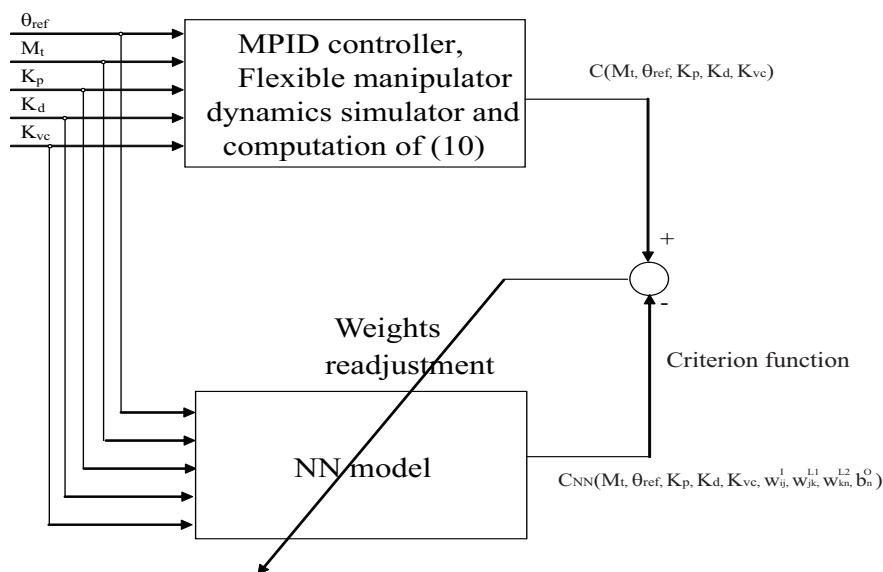 θref
Mt
Kp
Kd
Kvc
MPID controller,
Flexible manipulator
dynamics simulator and
computation of (10)
C(Mt, θref, Kp, Kd, Kvc)
+
-
Weights
readjustment
Criterion function
NN model
CNN(Mt, θref, Kp, Kd, Kvc, wᴵij, wᴸ¹jk, wᴸ²kn, bᴼn)